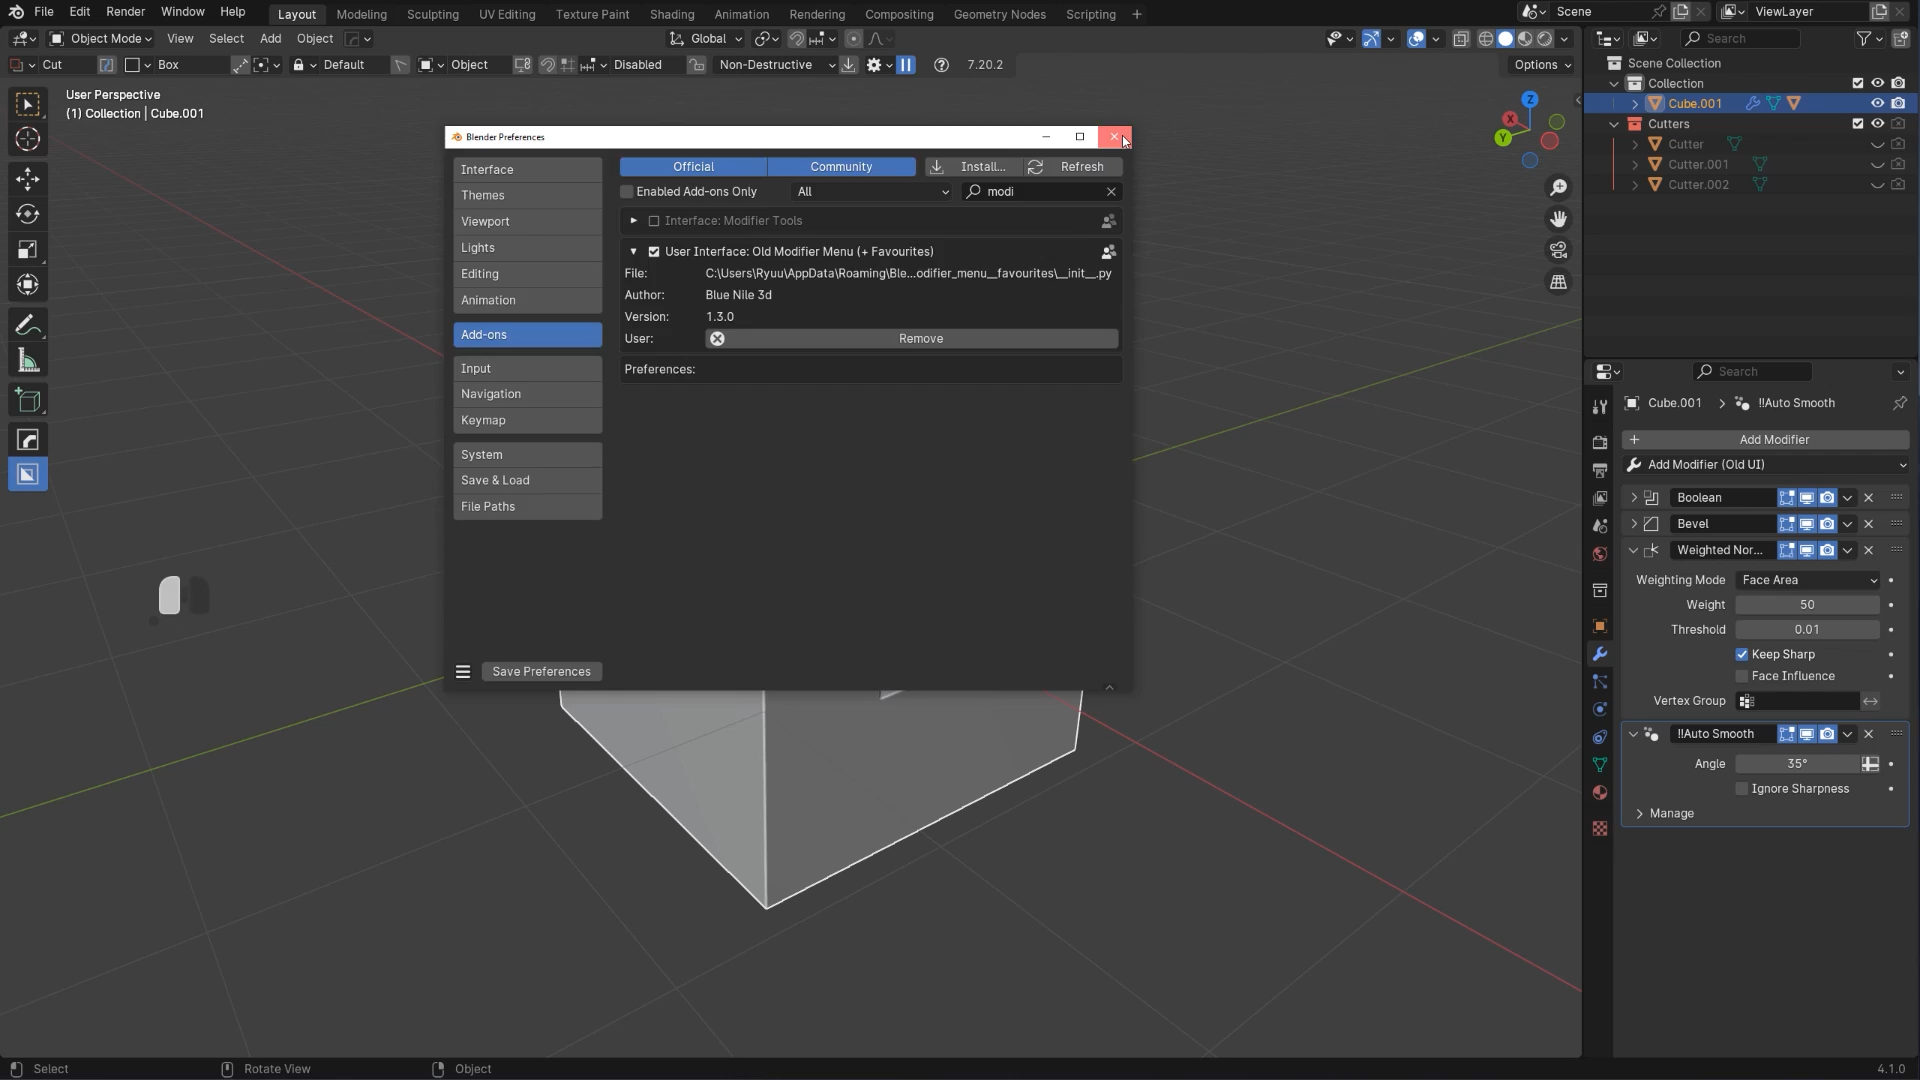 File Edit Render Window Help Layout Modeling Sculpting UV Editing Texture Paint Shading Animation Rendering Compositing Geometry Nodes Scripting + Scene ViewLayer
Object Mode View Select Add Object Global Search
Cut Box Default Object Disabled Non-Destructive 7.20.2 Options
User Perspective
(1) Collection | Cube.001
Scene Collection
Collection
Cube.001
Cutters
Cutter
Cutter.001
Cutter.002
Z
X
Y
Blender Preferences
Interface
Themes
Viewport
Lights
Editing
Animation
Add-ons
Input
Navigation
Keymap
System
Save & Load
File Paths
Save Preferences
Official Community Install... Refresh
Enabled Add-ons Only All modi
Interface: Modifier Tools
User Interface: Old Modifier Menu (+ Favourites)
File: C:\Users\Ryuu\AppData\Roaming\Ble...odifier_menu__favourites\__init__.py
Author: Blue Nile 3d
Version: 1.3.0
User: Remove
Preferences:
Search
Cube.001 > !!Auto Smooth
+ Add Modifier
Add Modifier (Old UI)
Boolean
Bevel
Weighted Nor...
Weighting Mode Face Area
Weight 50
Threshold 0.01
Keep Sharp
Face Influence
Vertex Group
!!Auto Smooth
Angle 35°
Ignore Sharpness
Manage
Select Rotate View Object 4.1.0